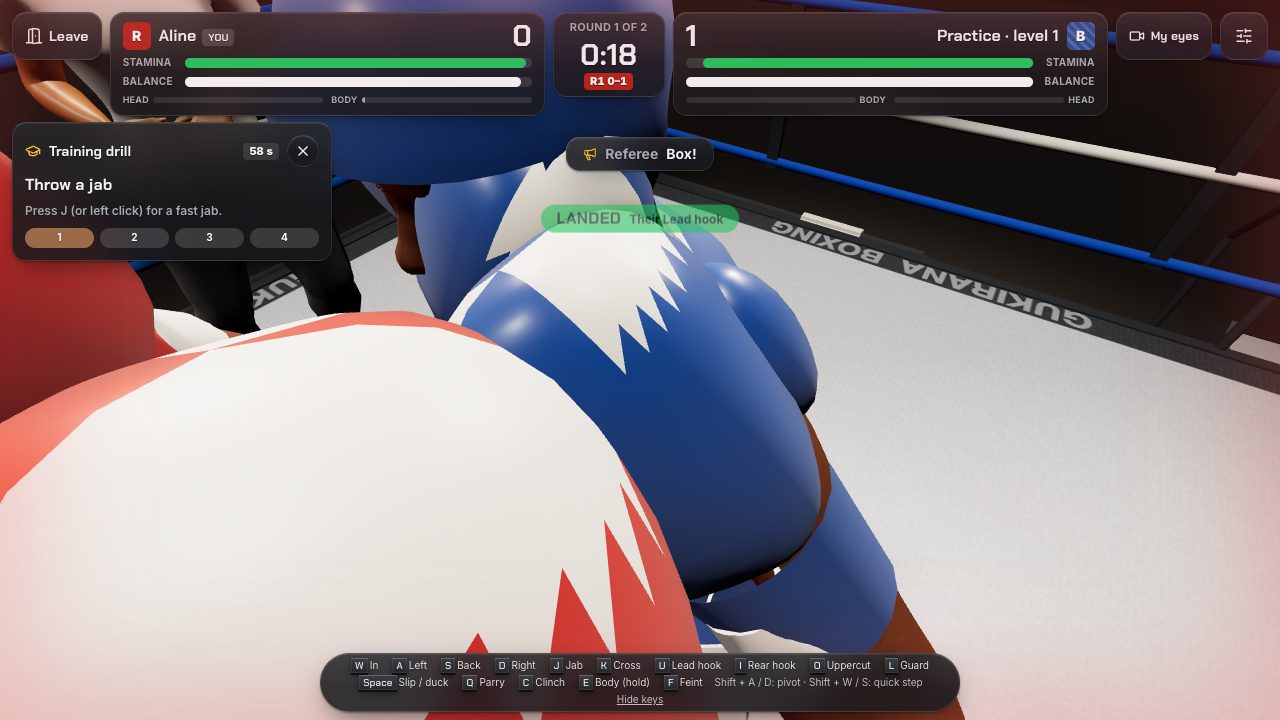 Leave
R Aline YOU 0
STAMINA
BALANCE
HEAD BODY
ROUND 1 OF 2
0:18
R1 0–1
1 Practice · level 1 B
STAMINA
BALANCE
BODY HEAD
My eyes
Training drill 58 s
Throw a jab
Press J (or left click) for a fast jab.
1 2 3 4
Referee Box!
LANDED Their Lead hook
GUKIRANA BOXING
GUK
W In A Left S Back D Right J Jab K Cross U Lead hook I Rear hook O Uppercut L Guard
Space Slip / duck Q Parry C Clinch E Body (hold) F Feint Shift + A / D: pivot · Shift + W / S: quick step
Hide keys